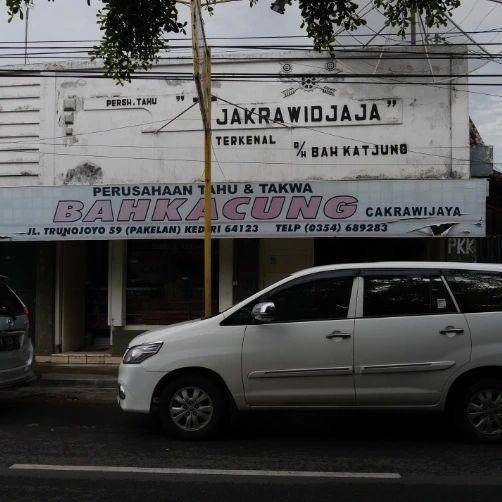 PERSH. TAHU
"TJAKRAWIDJAJA"
TERKENAL D/H BAH KATJUNG
PERUSAHAAN TAHU & TAKWA
BAHKACUNG CAKRAWIJAYA
JL. TRUNOJOYO 59 (PAKELAN) KEDIRI 64123 TELP (0354) 689283
PKK